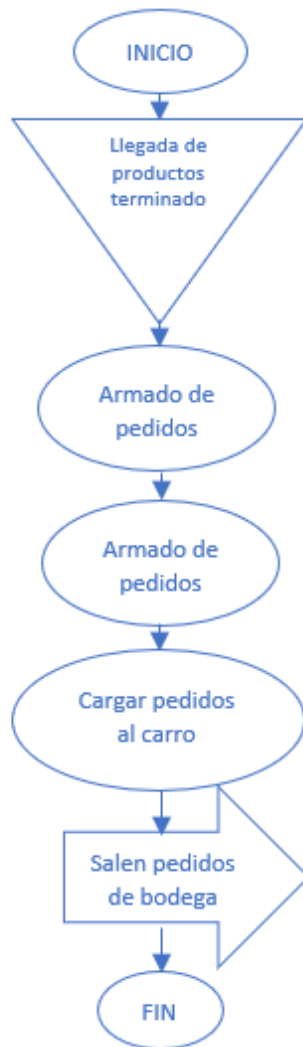 INICIO
Llegada de
productos
terminado
Armado de
pedidos
Armado de
pedidos
Cargar pedidos
al carro
Salen pedidos
de bodega
FIN